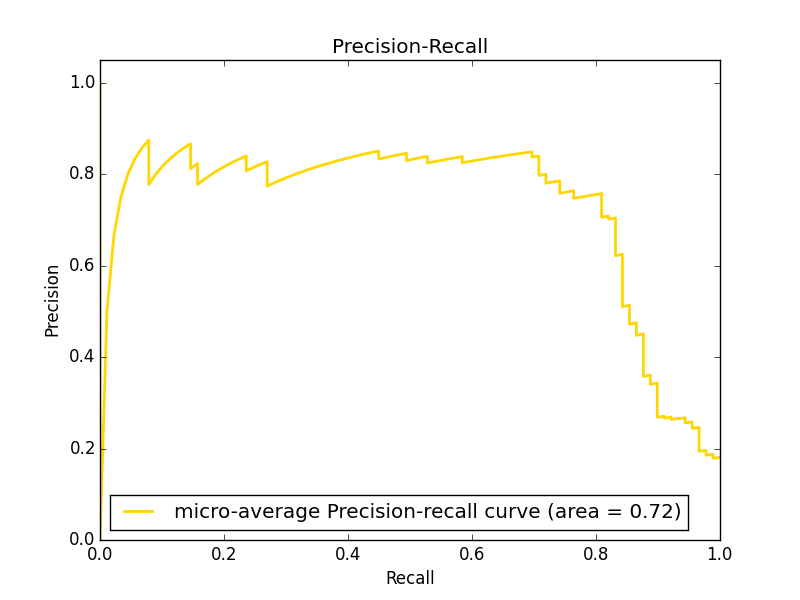 Precision-Recall
1.0
0.8
0.6
0.4
0.2
0.0
Precision
micro-average Precision-recall curve (area = 0.72)
0.0 0.2 0.4 0.6 0.8 1.0
Recall